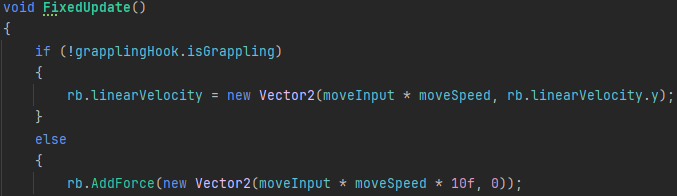 void FixedUpdate()
{
    if (!grapplingHook.isGrappling)
    {
        rb.linearVelocity = new Vector2(moveInput * moveSpeed, rb.linearVelocity.y);
    }
    else
    {
        rb.AddForce(new Vector2(moveInput * moveSpeed * 10f, 0));